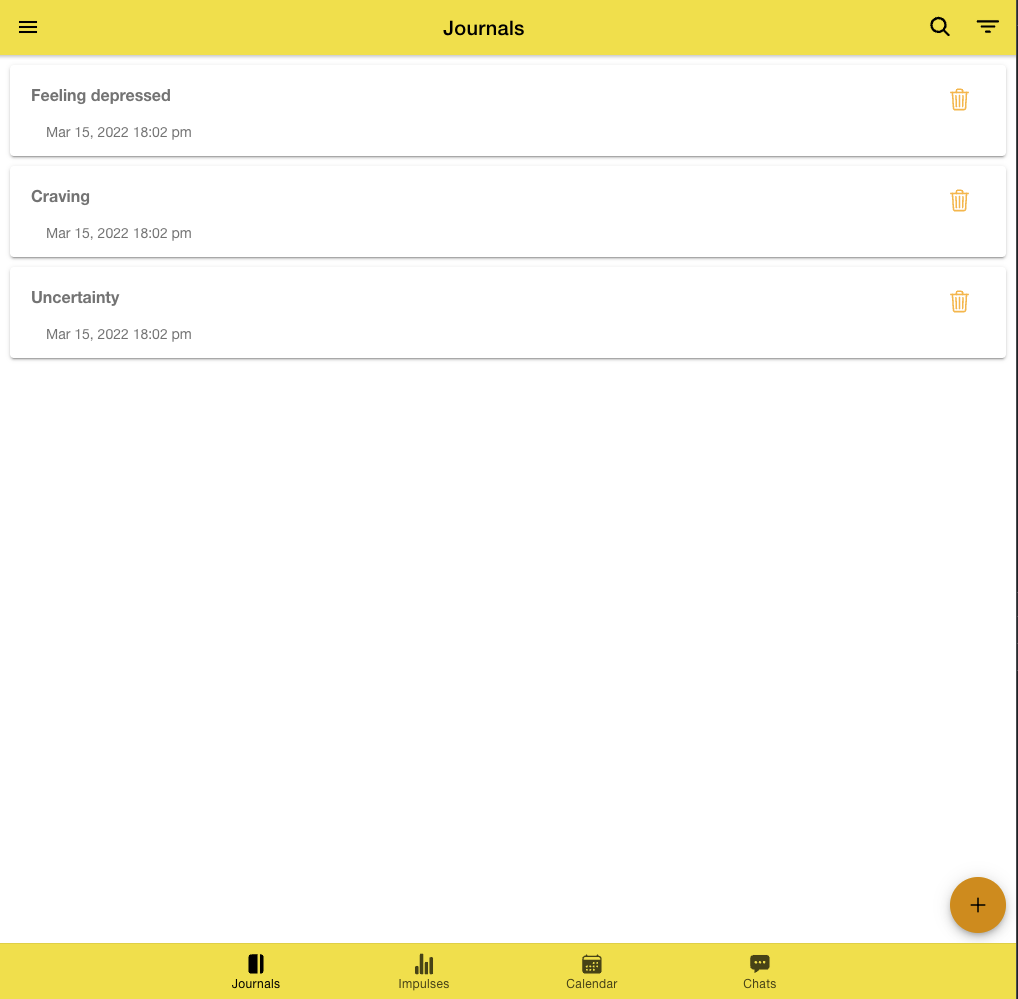 Journals
Feeling depressed
Mar 15, 2022 18:02 pm
Craving
Mar 15, 2022 18:02 pm
Uncertainty
Mar 15, 2022 18:02 pm
Journals
Impulses
Calendar
Chats